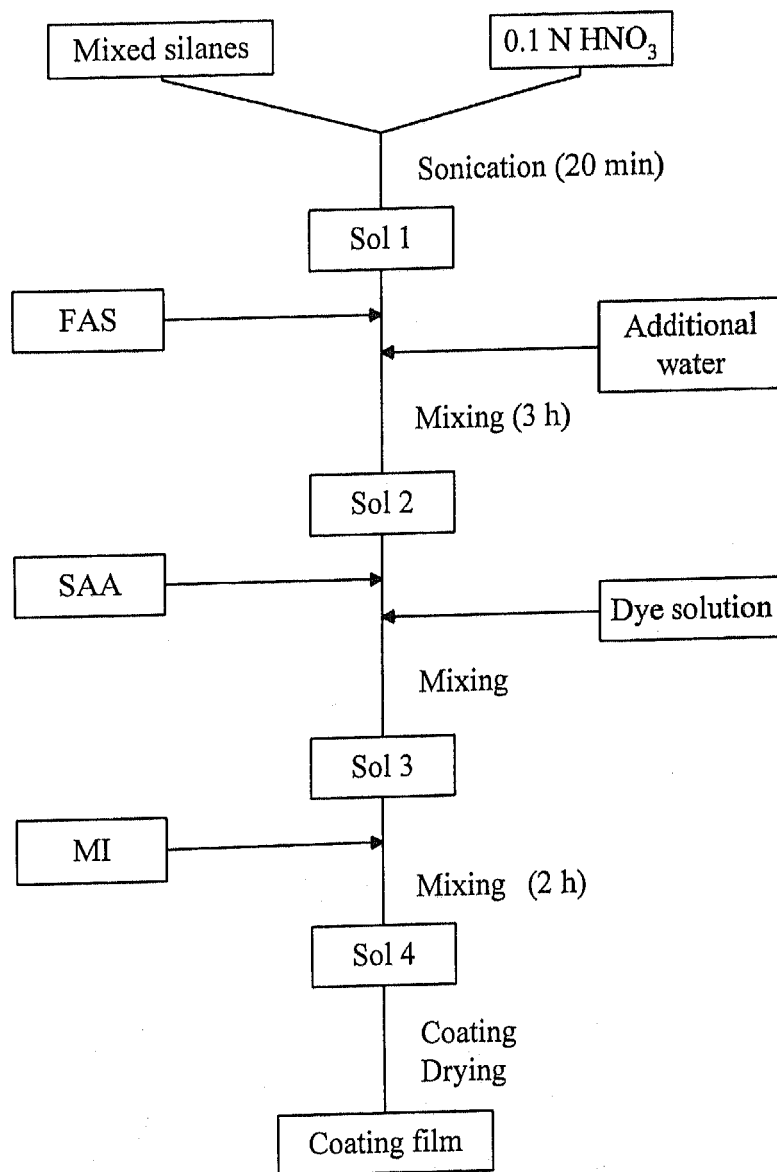 Mixed silanes
0.1 N HNO₃
Sonication (20 min)
Sol 1
FAS
Additional
water
Mixing (3 h)
Sol 2
SAA
Dye solution
Mixing
Sol 3
MI
Mixing (2 h)
Sol 4
Coating
Drying
Coating film